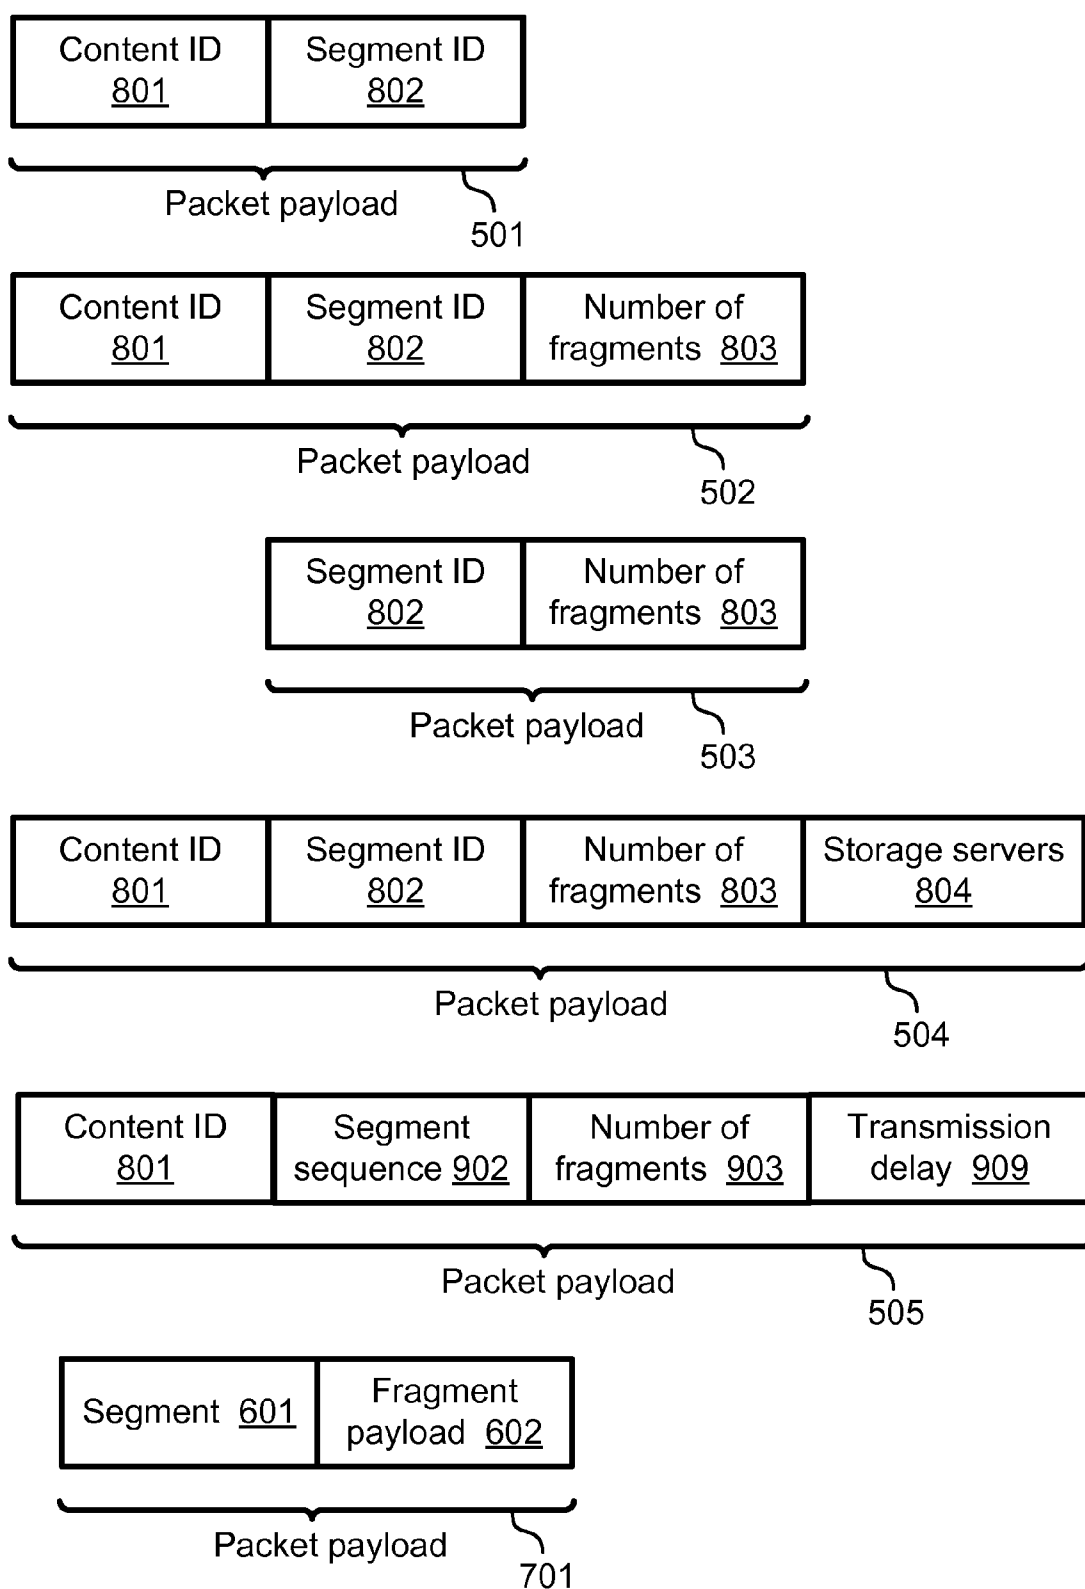 Content ID
801
Segment ID
802
Packet payload
501
Content ID
801
Segment ID
802
Number of
fragments 803
Packet payload
502
Segment ID
802
Number of
fragments 803
Packet payload
503
Content ID
801
Segment ID
802
Number of
fragments 803
Storage servers
804
Packet payload
504
Content ID
801
Segment
sequence 902
Number of
fragments 903
Transmission
delay 909
Packet payload
505
Segment 601
Fragment
payload 602
Packet payload
701